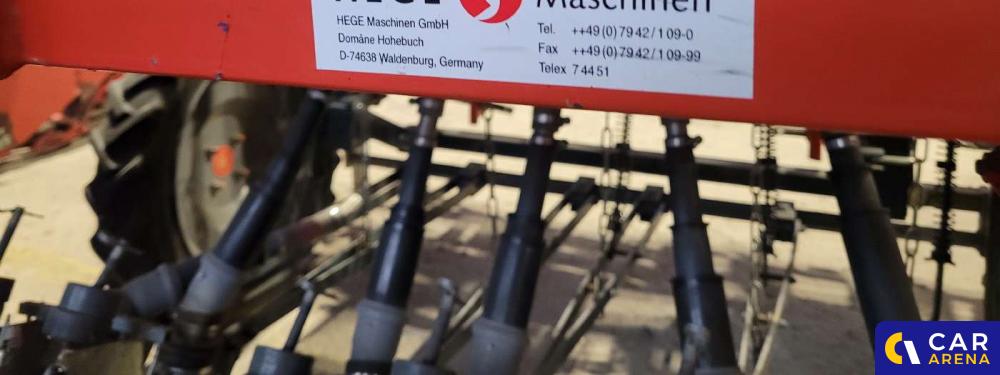 HEGE Maschinen
HEGE Maschinen GmbH
Domäne Hohebuch
D-74638 Waldenburg, Germany
Tel. ++49(0)7942/109-0
Fax ++49(0)7942/109-99
Telex 74451
CAR
ARENA